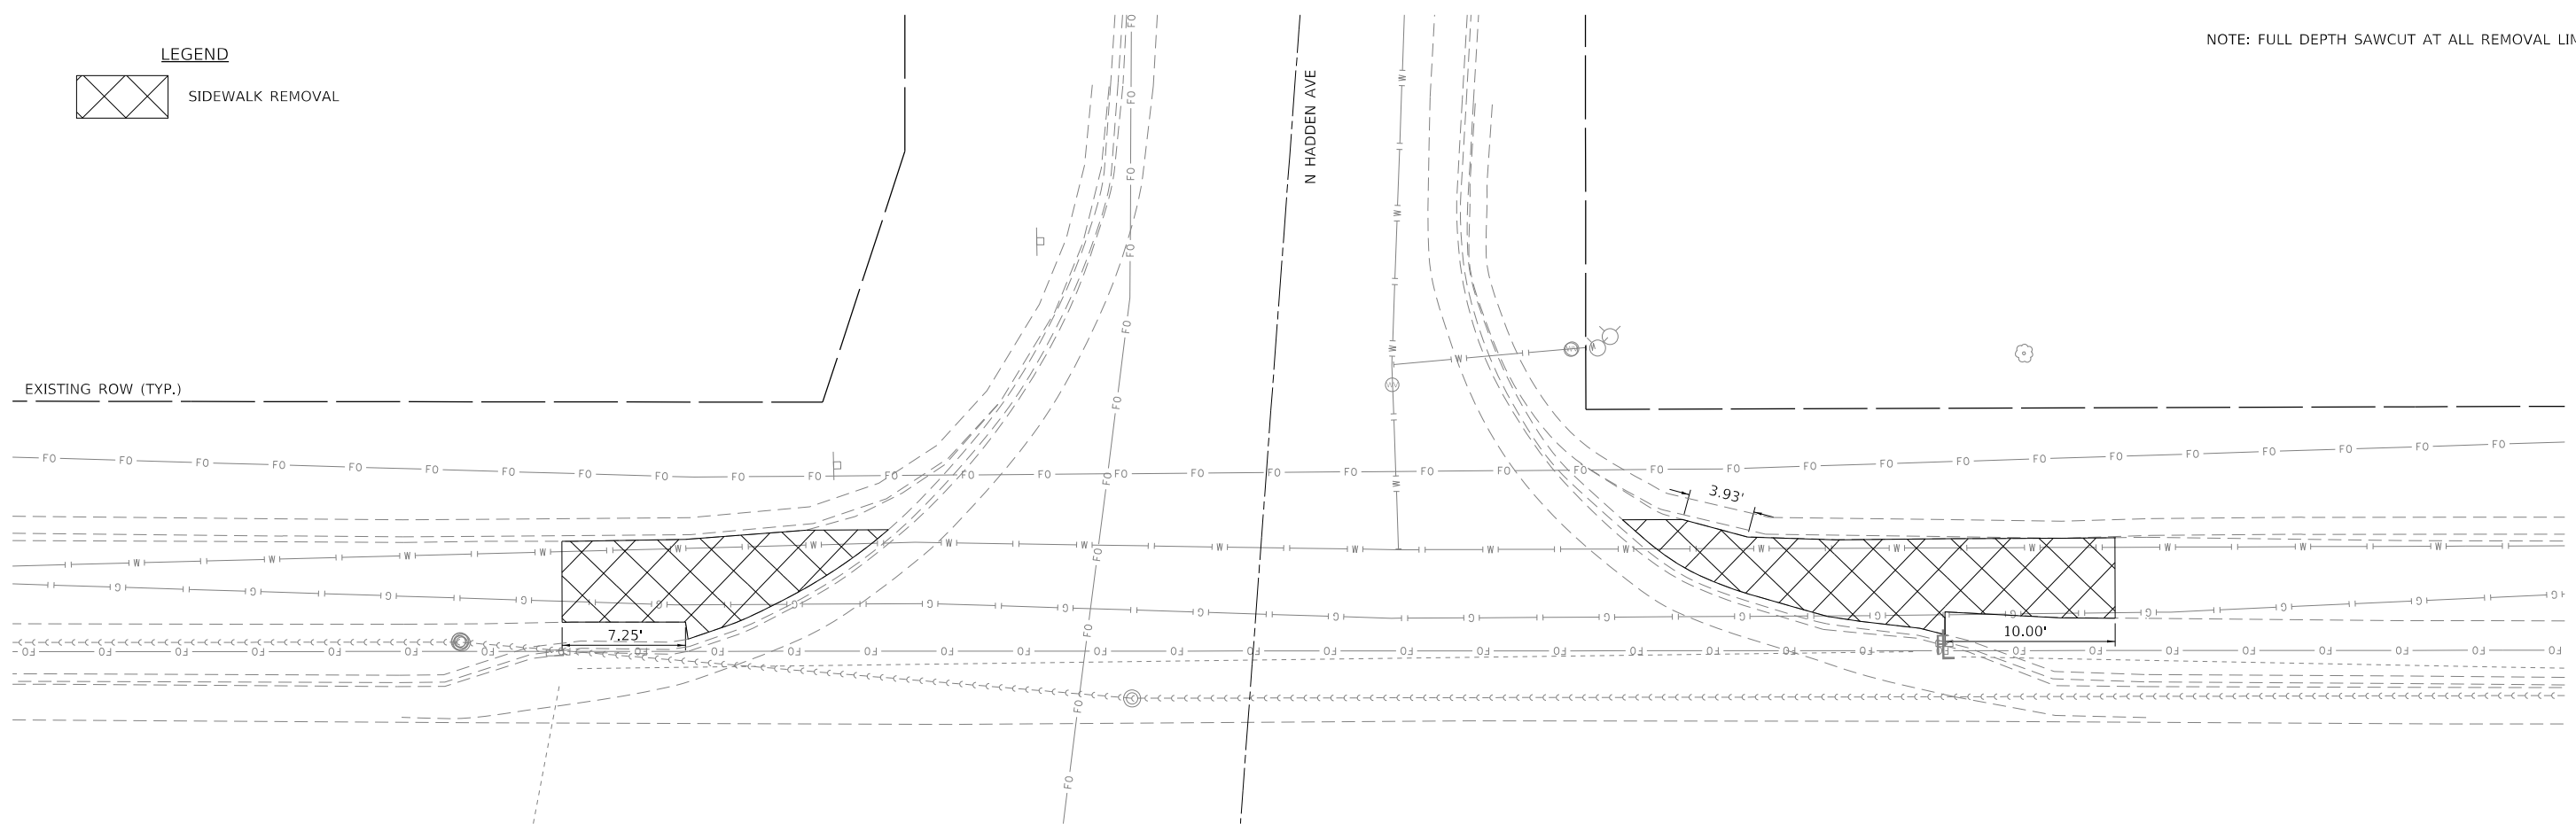 LEGEND
SIDEWALK REMOVAL
NOTE: FULL DEPTH SAWCUT AT ALL REMOVAL
N HADDEN AVE
EXISTING ROW (TYP.)
3.93'
7.25'
10.00'